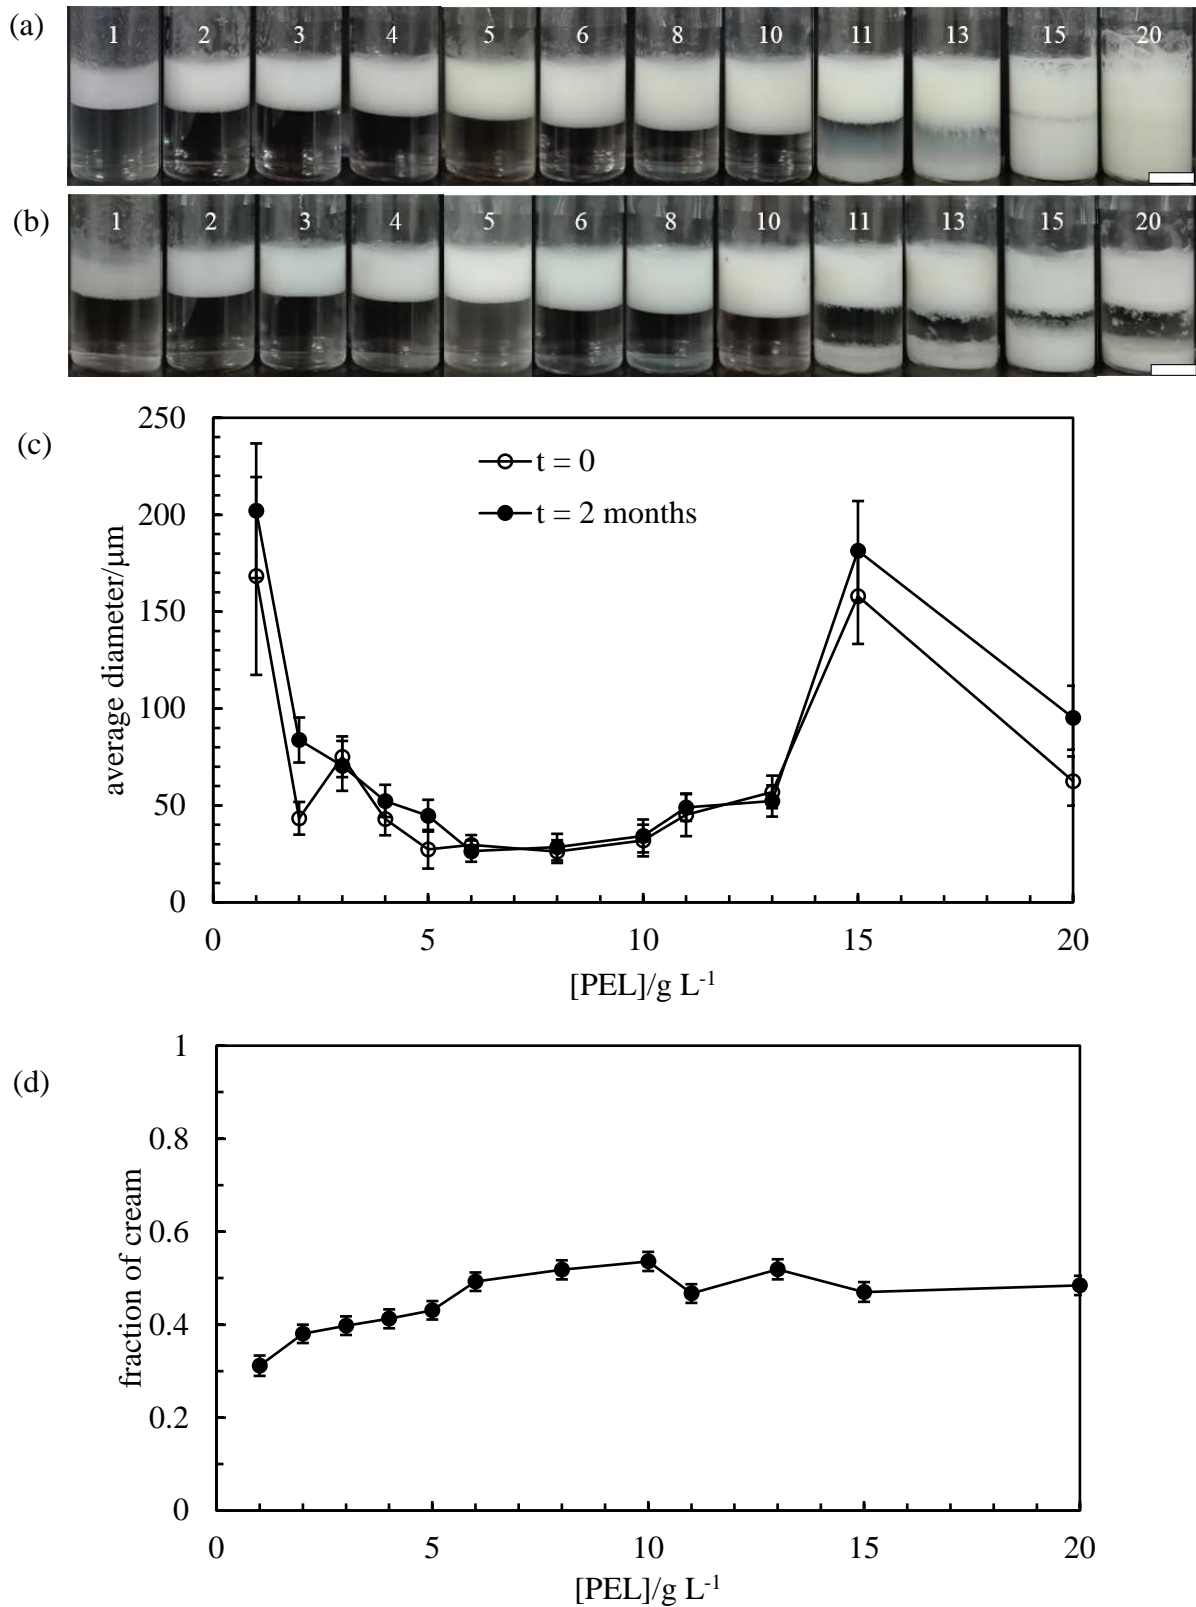 (a)
1 2 3 4 5 6 8 10 11 13 15 20
(b)
1 2 3 4 5 6 8 10 11 13 15 20
(c)
250
200
150
100
50
0
average diameter/µm
t = 0
t = 2 months
0 5 10 15 20
[PEL]/g L⁻¹
(d)
1
0.8
0.6
0.4
0.2
0
fraction of cream
0 5 10 15 20
[PEL]/g L⁻¹